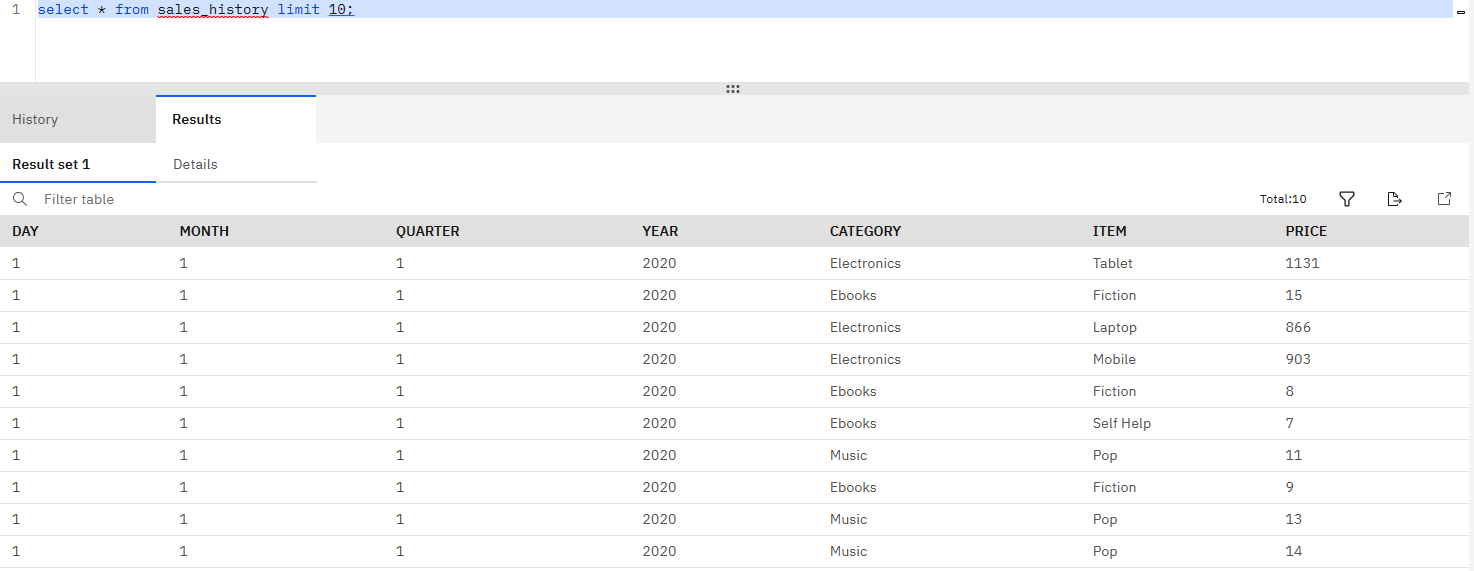 1 select * from sales_history limit 10;
History Results
Result set 1 Details
Filter table Total:10
DAY MONTH QUARTER YEAR CATEGORY ITEM PRICE
1 1 1 2020 Electronics Tablet 1131
1 1 1 2020 Ebooks Fiction 15
1 1 1 2020 Electronics Laptop 866
1 1 1 2020 Electronics Mobile 903
1 1 1 2020 Ebooks Fiction 8
1 1 1 2020 Ebooks Self Help 7
1 1 1 2020 Music Pop 11
1 1 1 2020 Ebooks Fiction 9
1 1 1 2020 Music Pop 13
1 1 1 2020 Music Pop 14